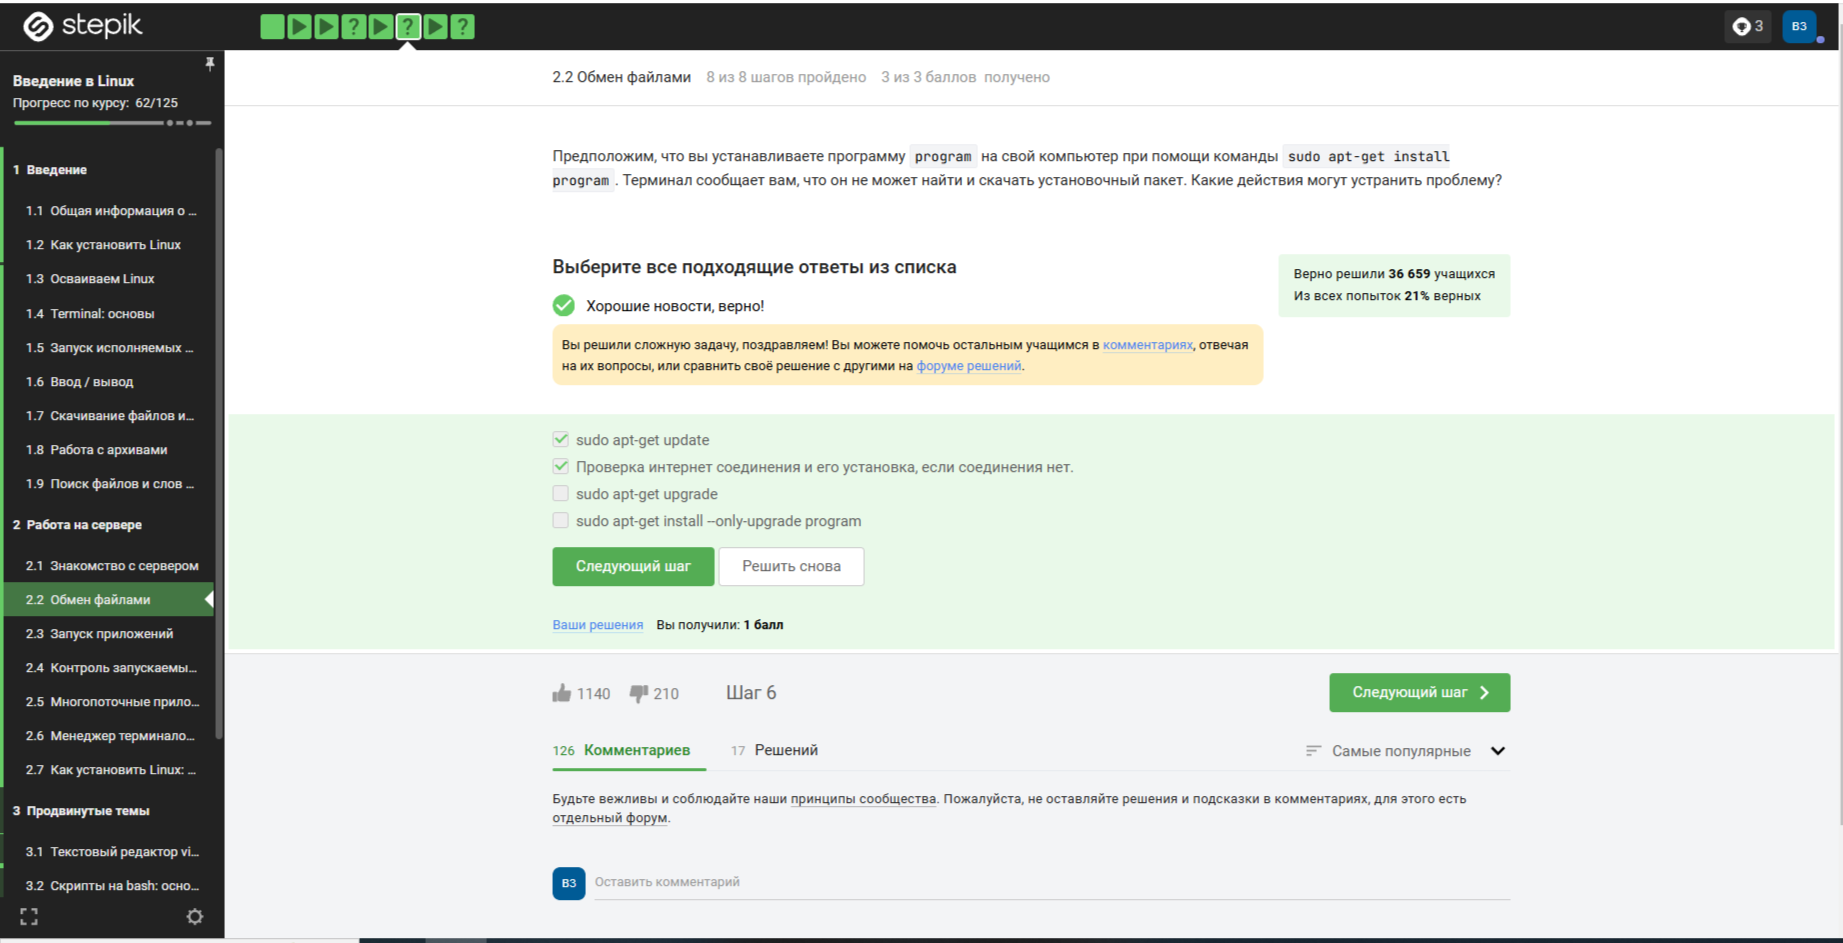 stepik
3
ВЗ
Введение в Linux
Прогресс по курсу: 62/125
1 Введение
1.1 Общая информация о ...
1.2 Как установить Linux
1.3 Осваиваем Linux
1.4 Terminal: основы
1.5 Запуск исполняемых ...
1.6 Ввод / вывод
1.7 Скачивание файлов и...
1.8 Работа с архивами
1.9 Поиск файлов и слов ...
2 Работа на сервере
2.1 Знакомство с сервером
2.2 Обмен файлами
2.3 Запуск приложений
2.4 Контроль запускаемы...
2.5 Многопоточные прило...
2.6 Менеджер терминало...
2.7 Как установить Linux: ...
3 Продвинутые темы
3.1 Текстовый редактор vi...
3.2 Скрипты на bash: осно...
2.2 Обмен файлами 8 из 8 шагов пройдено 3 из 3 баллов получено
Предположим, что вы устанавливаете программу program на свой компьютер при помощи команды sudo apt-get install
program. Терминал сообщает вам, что он не может найти и скачать установочный пакет. Какие действия могут устранить проблему?
Выберите все подходящие ответы из списка
Верно решили 36 659 учащихся
Из всех попыток 21% верных
Хорошие новости, верно!
Вы решили сложную задачу, поздравляем! Вы можете помочь остальным учащимся в комментариях, отвечая
на их вопросы, или сравнить своё решение с другими на форуме решений.
sudo apt-get update
Проверка интернет соединения и его установка, если соединения нет.
sudo apt-get upgrade
sudo apt-get install --only-upgrade program
Следующий шаг Решить снова
Ваши решения Вы получили: 1 балл
1140 210 Шаг 6 Следующий шаг
126 Комментариев 17 Решений Самые популярные
Будьте вежливы и соблюдайте наши принципы сообщества. Пожалуйста, не оставляйте решения и подсказки в комментариях, для этого есть
отдельный форум.
ВЗ Оставить комментарий